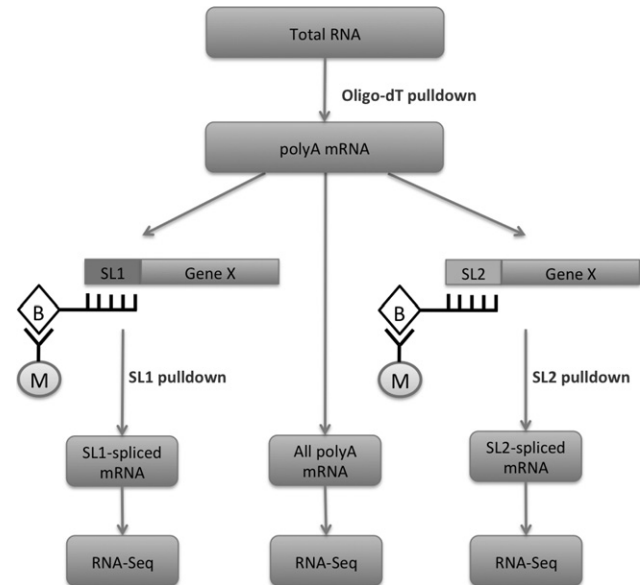 Total RNA
Oligo-dT pulldown
polyA mRNA
SL1 Gene X
SL2 Gene X
B
B
M
M
SL1 pulldown
SL2 pulldown
SL1-spliced
mRNA
All polyA
mRNA
SL2-spliced
mRNA
RNA-Seq
RNA-Seq
RNA-Seq